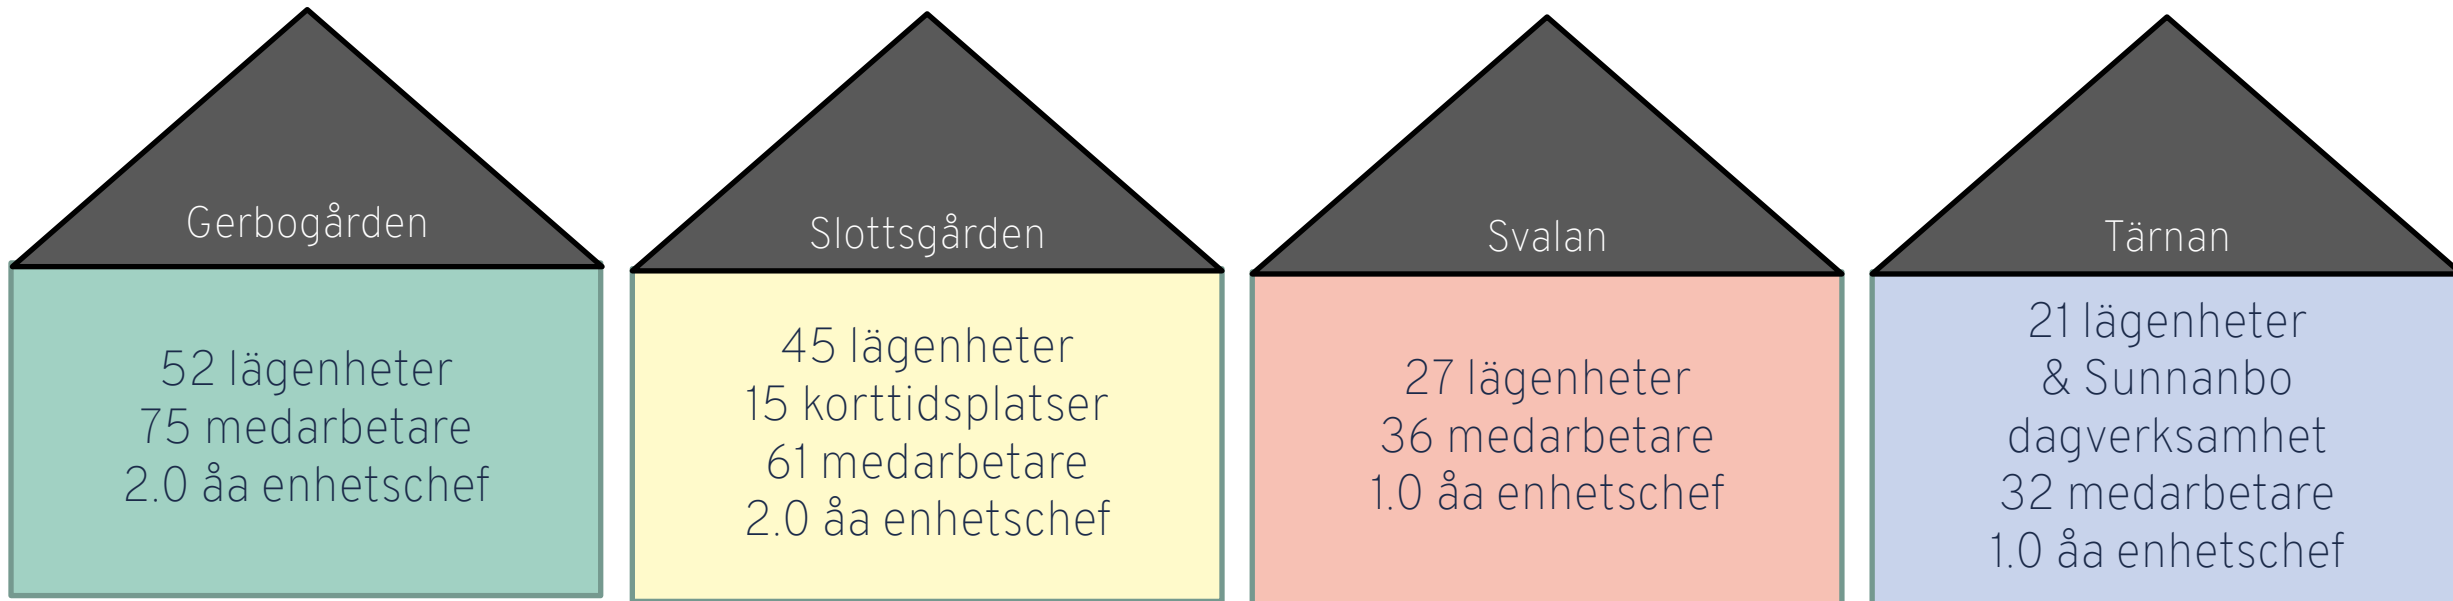 Gerbogården
52 lägenheter
75 medarbetare
2.0 åa enhetschef
Slottsgården
45 lägenheter
15 korttidsplatser
61 medarbetare
2.0 åa enhetschef
Svalan
27 lägenheter
36 medarbetare
1.0 åa enhetschef
Tärnan
21 lägenheter
& Sunnanbo
dagverksamhet
32 medarbetare
1.0 åa enhetschef